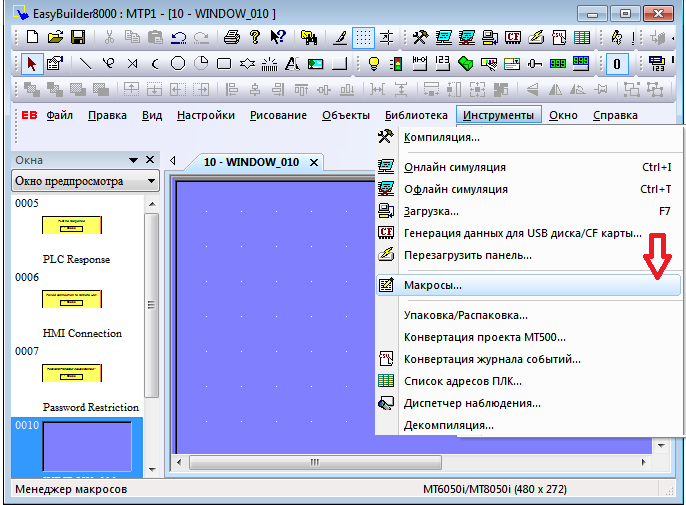 EasyBuilder8000 : MTP1 - [10 - WINDOW_010 ]
EB Файл Правка Вид Настройки Рисование Объекты Библиотека Инструменты Окно Справка
Окна
10 - WINDOW_010
Окно предпросмотра
0005
PLC Response
0006
HMI Connection
0007
Password Restriction
0010
Компиляция...
Онлайн симуляция Ctrl+I
Офлайн симуляция Ctrl+T
Загрузка... F7
CF Генерация данных для USB диска/CF карты...
Перезагрузить панель...
Макросы...
Упаковка/Распаковка...
Конвертация проекта MT500...
Конвертация журнала событий...
Список адресов ПЛК...
Диспетчер наблюдения...
Декомпиляция...
Менеджер макросов
MT6050i/MT8050i (480 x 272)